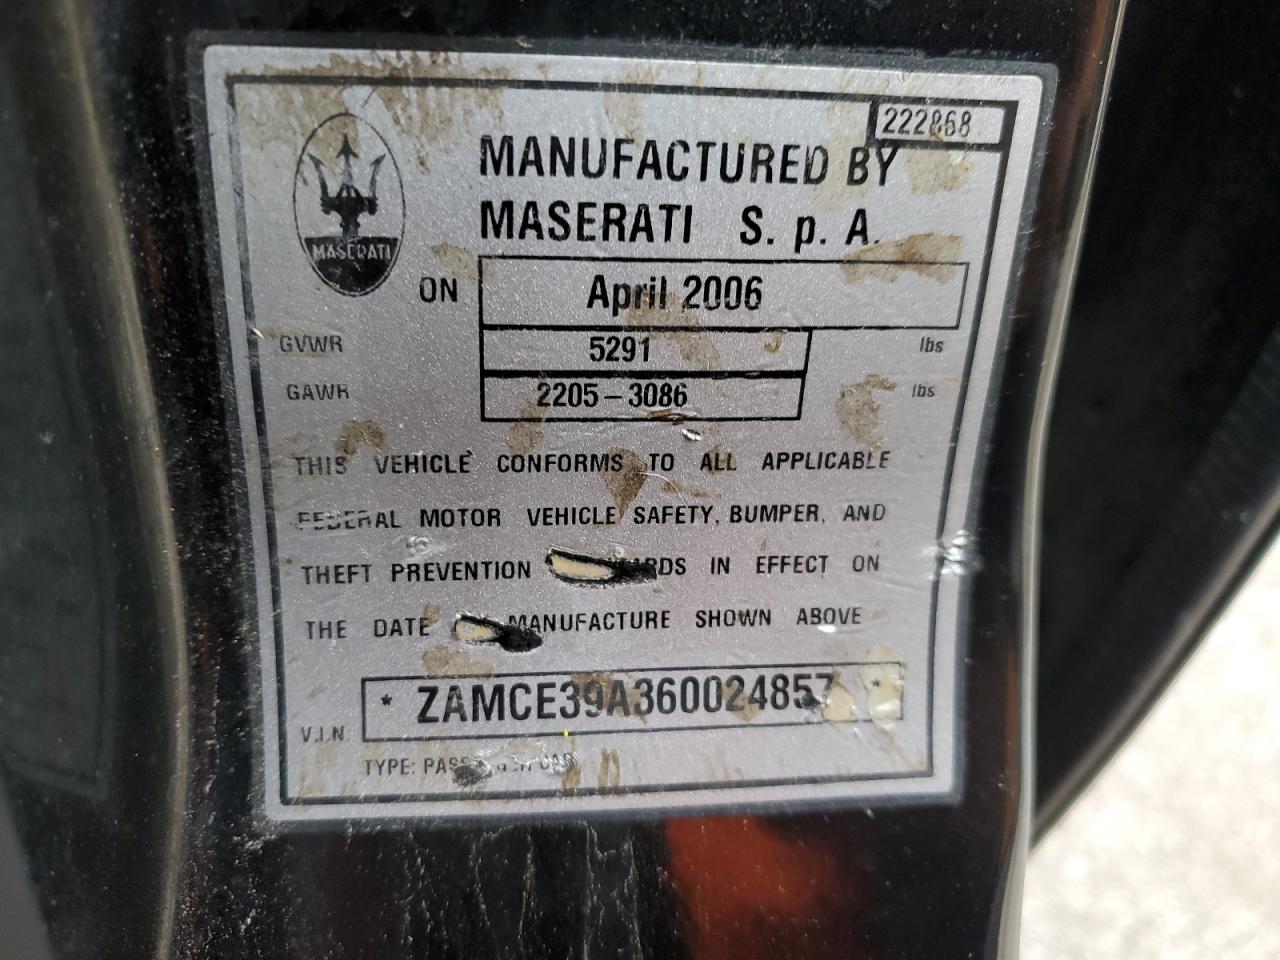 222868
MANUFACTURED BY
MASERATI S. p. A.
MASERATI
ON April 2006
GVWR 5291 lbs
GAWR 2205-3086 lbs
THIS VEHICLE CONFORMS TO ALL APPLICABLE
FEDERAL MOTOR VEHICLE SAFETY, BUMPER, AND
THEFT PREVENTION IN EFFECT ON
THE DATE MANUFACTURE SHOWN ABOVE
V.I.N. * ZAMCE39A360024857 *
TYPE: PASSENGER CAR